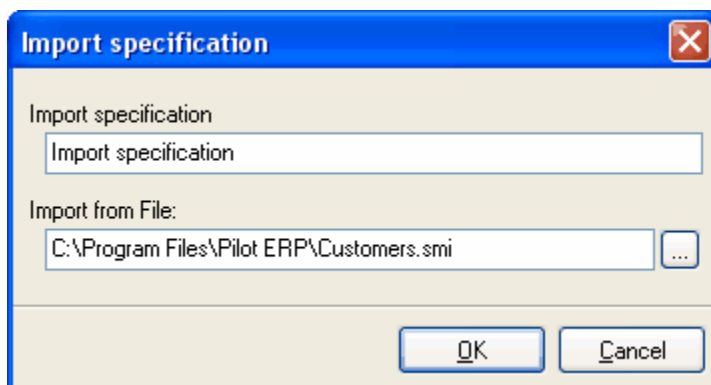 Import specification
Import specification
Import specification
Import from File:
C:\Program Files\Pilot ERP\Customers.smi
...
OK Cancel